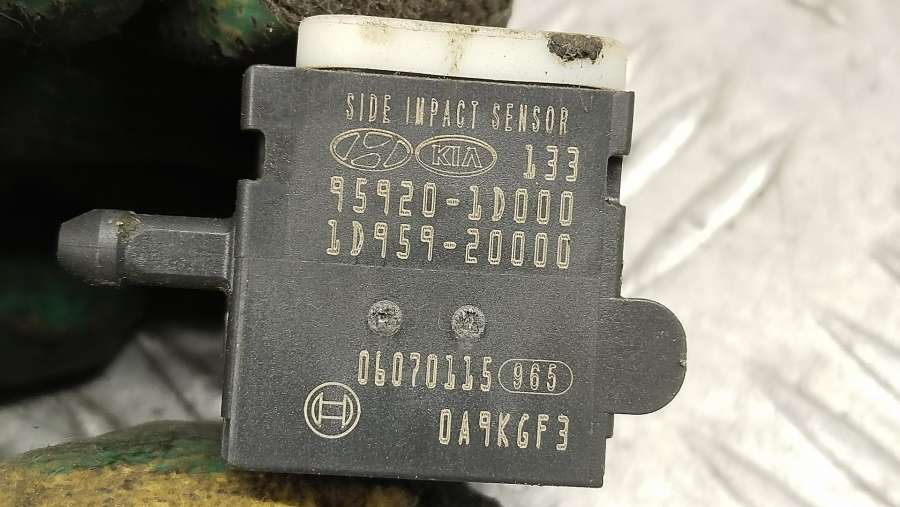 SIDE IMPACT SENSOR
KIA 133
95920-1D000
1D959-20000
06070115 965
0A9KGF3